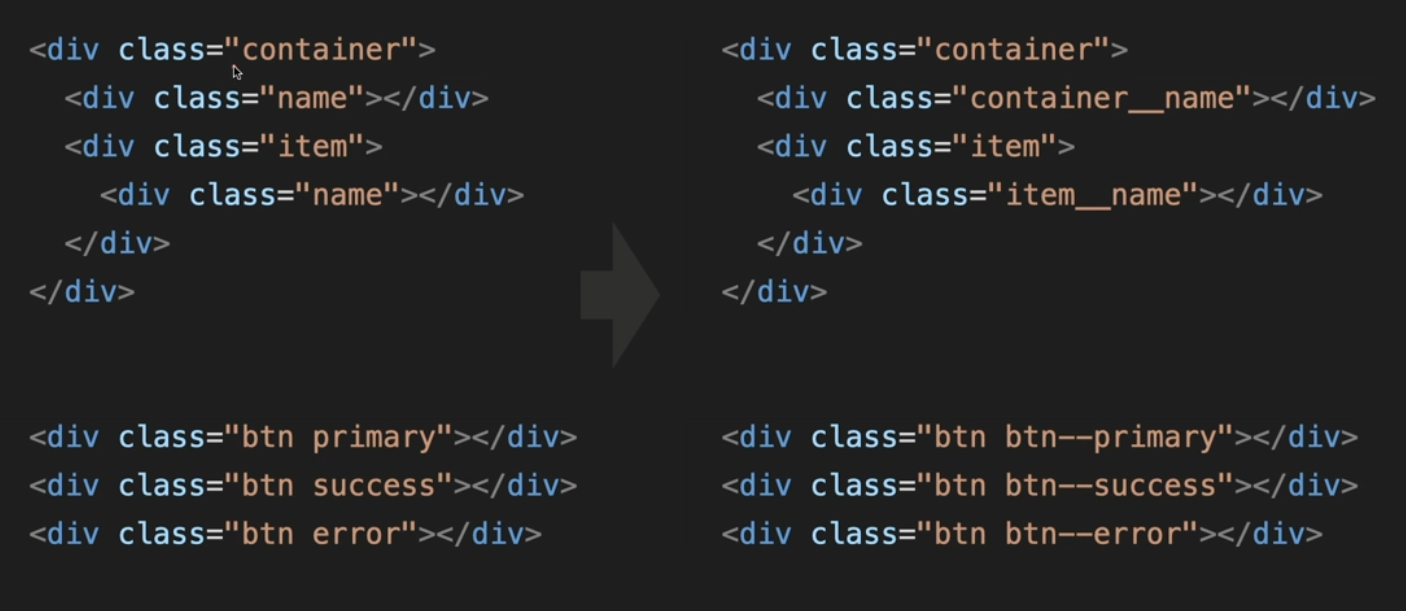 <div class="container">
  <div class="name"></div>
  <div class="item">
    <div class="name"></div>
  </div>
</div>
<div class="btn primary"></div>
<div class="btn success"></div>
<div class="btn error"></div>
<div class="container">
  <div class="container__name"></div>
  <div class="item">
    <div class="item__name"></div>
  </div>
</div>
<div class="btn btn--primary"></div>
<div class="btn btn--success"></div>
<div class="btn btn--error"></div>